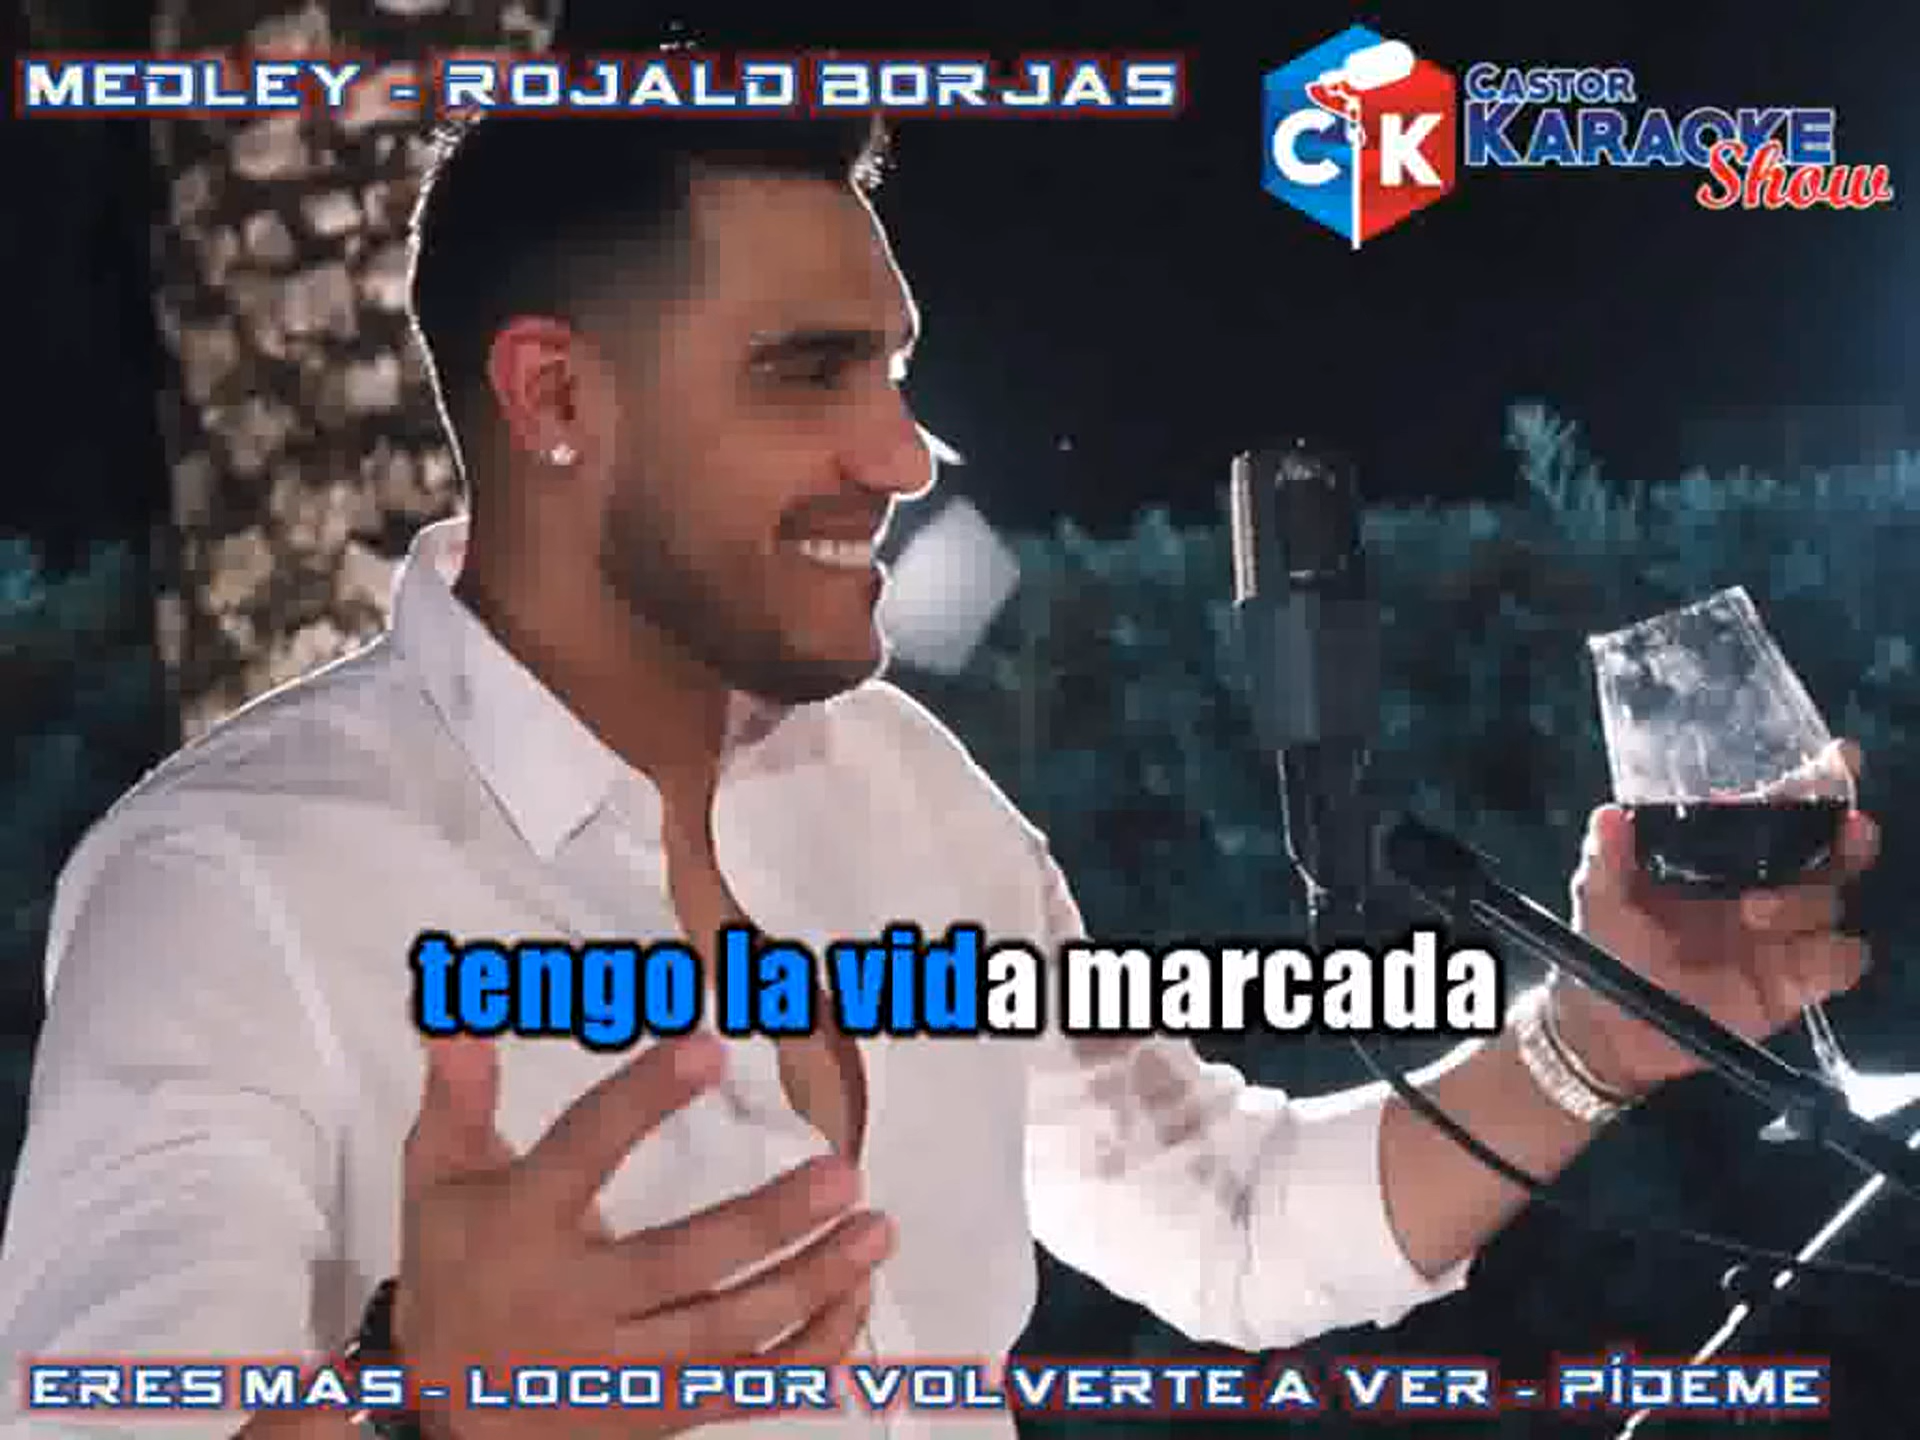 MEDLEY - ROJALD BORJAS
CK
CASTOR
KARAOKE
Show
tengo la vida marcada
ERES MAS - LOCO POR VOLVERTE A VER - PÍDEME